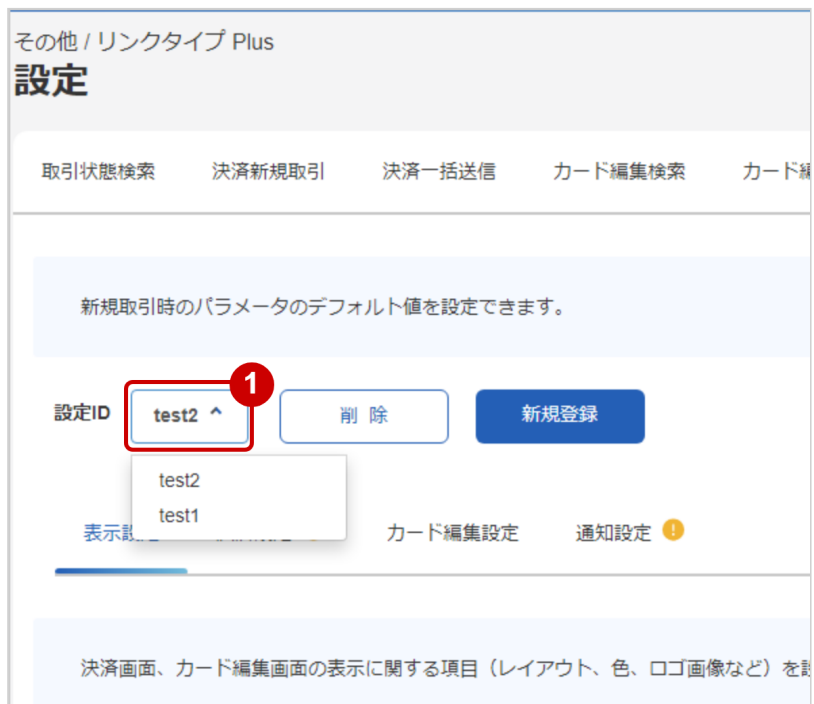 その他 / リンクタイプ Plus
設定
取引状態検索 決済新規取引 決済一括送信 カード編集検索 カード
新規取引時のパラメータのデフォルト値を設定できます。
1
設定ID test2 削 除 新規登録
test2
test1
表示 カード編集設定 通知設定 !
決済画面、カード編集画面の表示に関する項目（レイアウト、色、ロゴ画像など）を